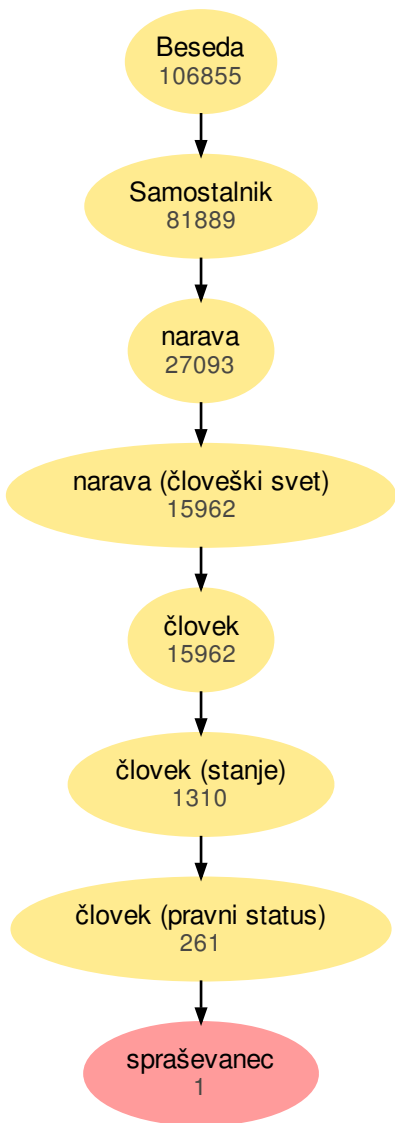 Beseda
106855
Samostalnik
81889
narava
27093
narava (človeški svet)
15962
človek
15962
človek (stanje)
1310
človek (pravni status)
261
spraševanec
1